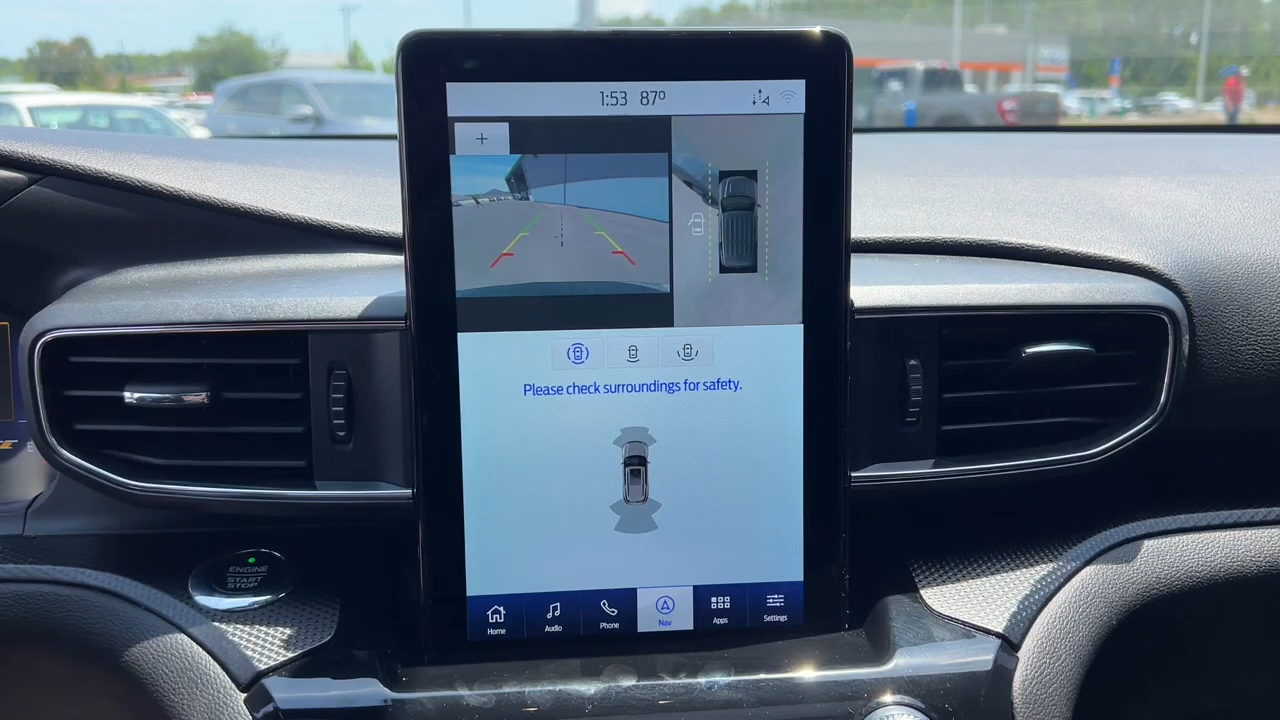 1:53 87°
+
Please check surroundings for safety.
Home
Audio
Phone
Nav
Apps
Settings
ENGINE
START
STOP
E